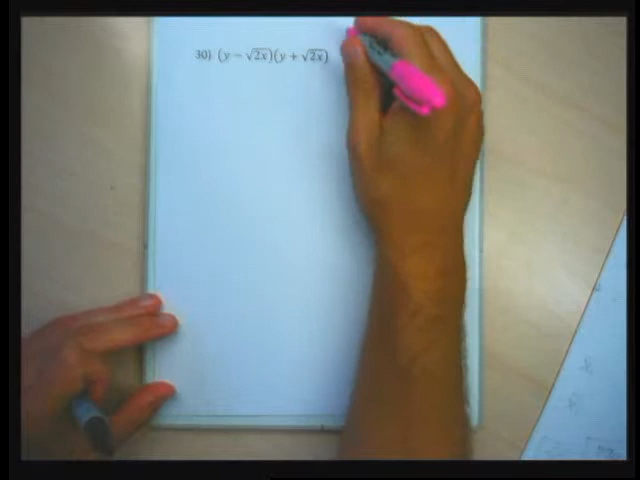 30) (y − √2x)(y + √2x)